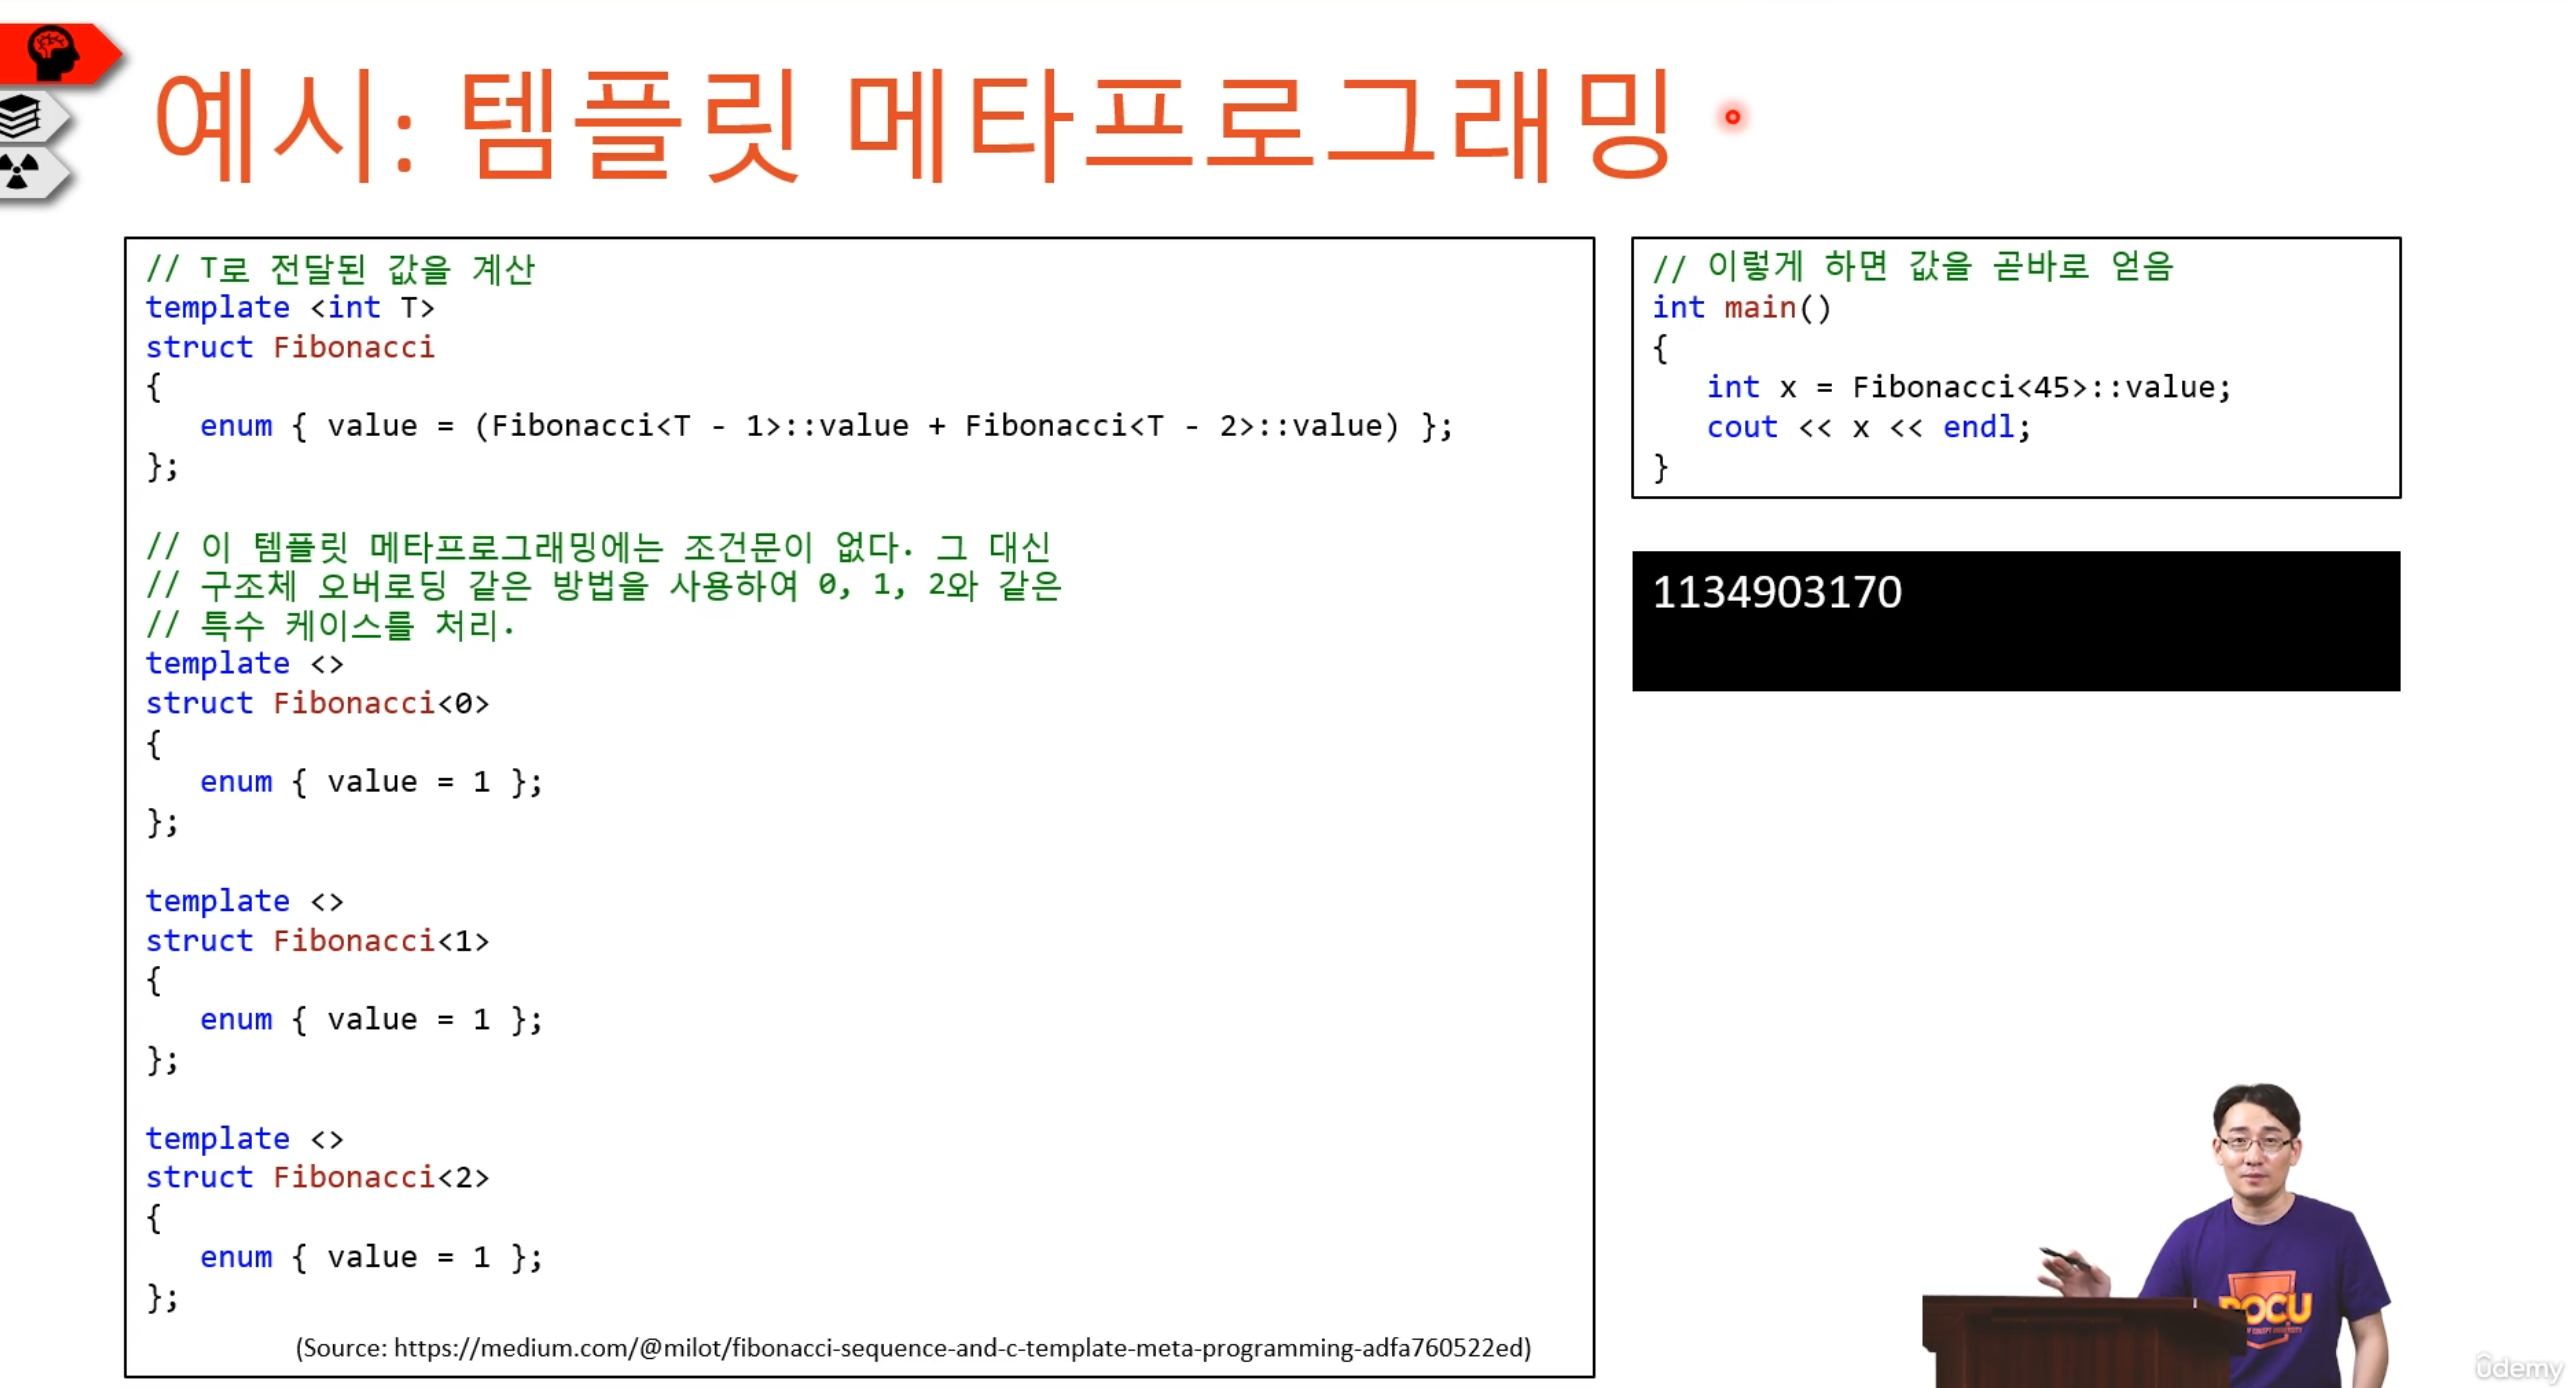 예시: 템플릿 메타프로그래밍
// T로 전달된 값을 계산
template <int T>
struct Fibonacci
{
enum { value = (Fibonacci<T - 1>::value + Fibonacci<T - 2>::value) };
};
// 이 템플릿 메타프로그래밍에는 조건문이 없다. 그 대신
// 구조체 오버로딩 같은 방법을 사용하여 0, 1, 2와 같은
// 특수 케이스를 처리.
template <>
struct Fibonacci<0>
{
enum { value = 1 };
};
template <>
struct Fibonacci<1>
{
enum { value = 1 };
};
template <>
struct Fibonacci<2>
{
enum { value = 1 };
};
(Source: https://medium.com/@milot/fibonacci-sequence-and-c-template-meta-programming-adfa760522ed)
// 이렇게 하면 값을 곧바로 얻음
int main()
{
int x = Fibonacci<45>::value;
cout << x << endl;
}
1134903170
POCU
ûdemy